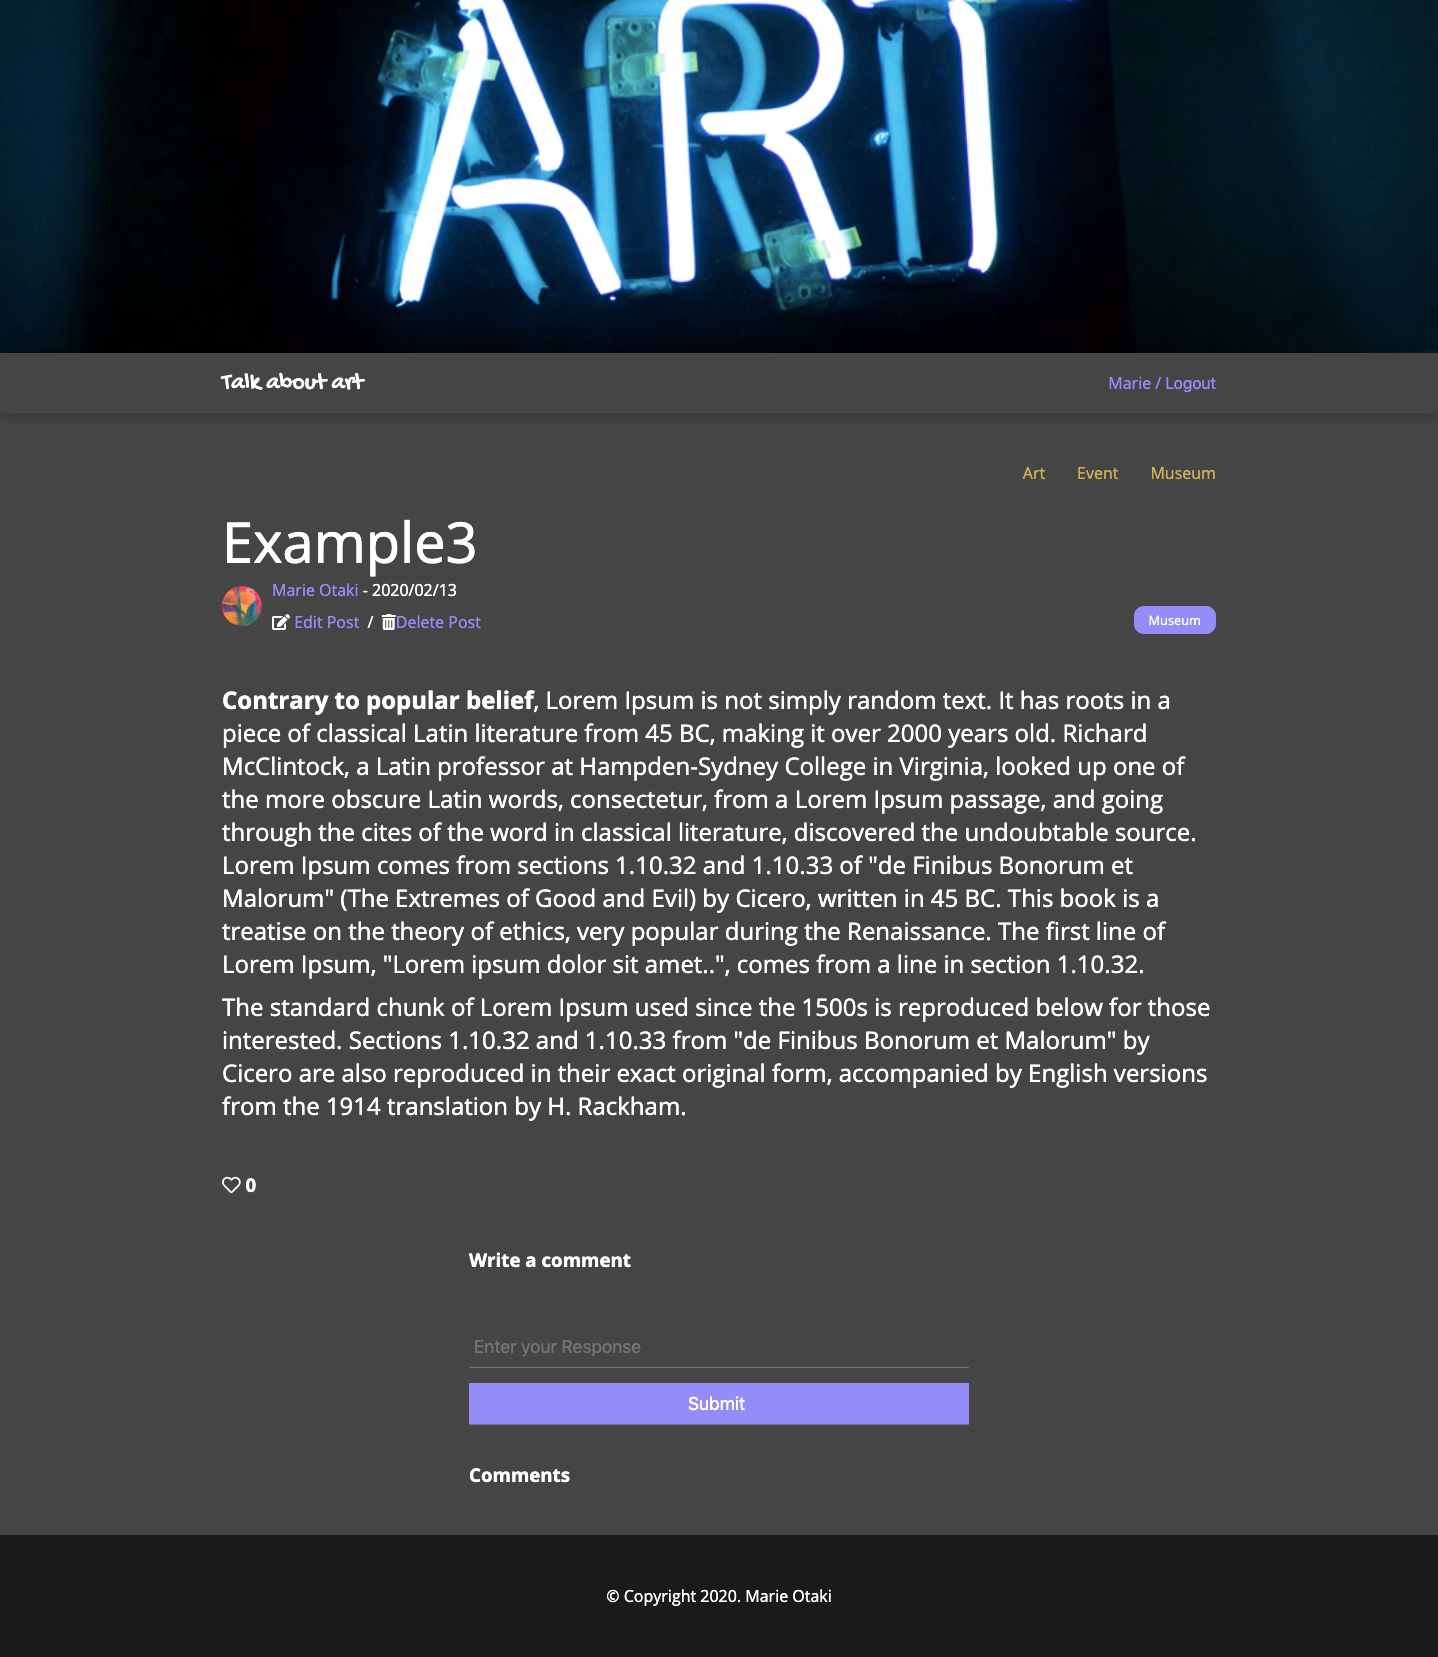 ART
Talk about art
Marie / Logout
Art Event Museum
Example3
Marie Otaki - 2020/02/13
Edit Post / Delete Post
Museum
Contrary to popular belief, Lorem Ipsum is not simply random text. It has roots in a
piece of classical Latin literature from 45 BC, making it over 2000 years old. Richard
McClintock, a Latin professor at Hampden-Sydney College in Virginia, looked up one of
the more obscure Latin words, consectetur, from a Lorem Ipsum passage, and going
through the cites of the word in classical literature, discovered the undoubtable source.
Lorem Ipsum comes from sections 1.10.32 and 1.10.33 of "de Finibus Bonorum et
Malorum" (The Extremes of Good and Evil) by Cicero, written in 45 BC. This book is a
treatise on the theory of ethics, very popular during the Renaissance. The first line of
Lorem Ipsum, "Lorem ipsum dolor sit amet..", comes from a line in section 1.10.32.
The standard chunk of Lorem Ipsum used since the 1500s is reproduced below for those
interested. Sections 1.10.32 and 1.10.33 from "de Finibus Bonorum et Malorum" by
Cicero are also reproduced in their exact original form, accompanied by English versions
from the 1914 translation by H. Rackham.
0
Write a comment
Enter your Response
Submit
Comments
© Copyright 2020. Marie Otaki